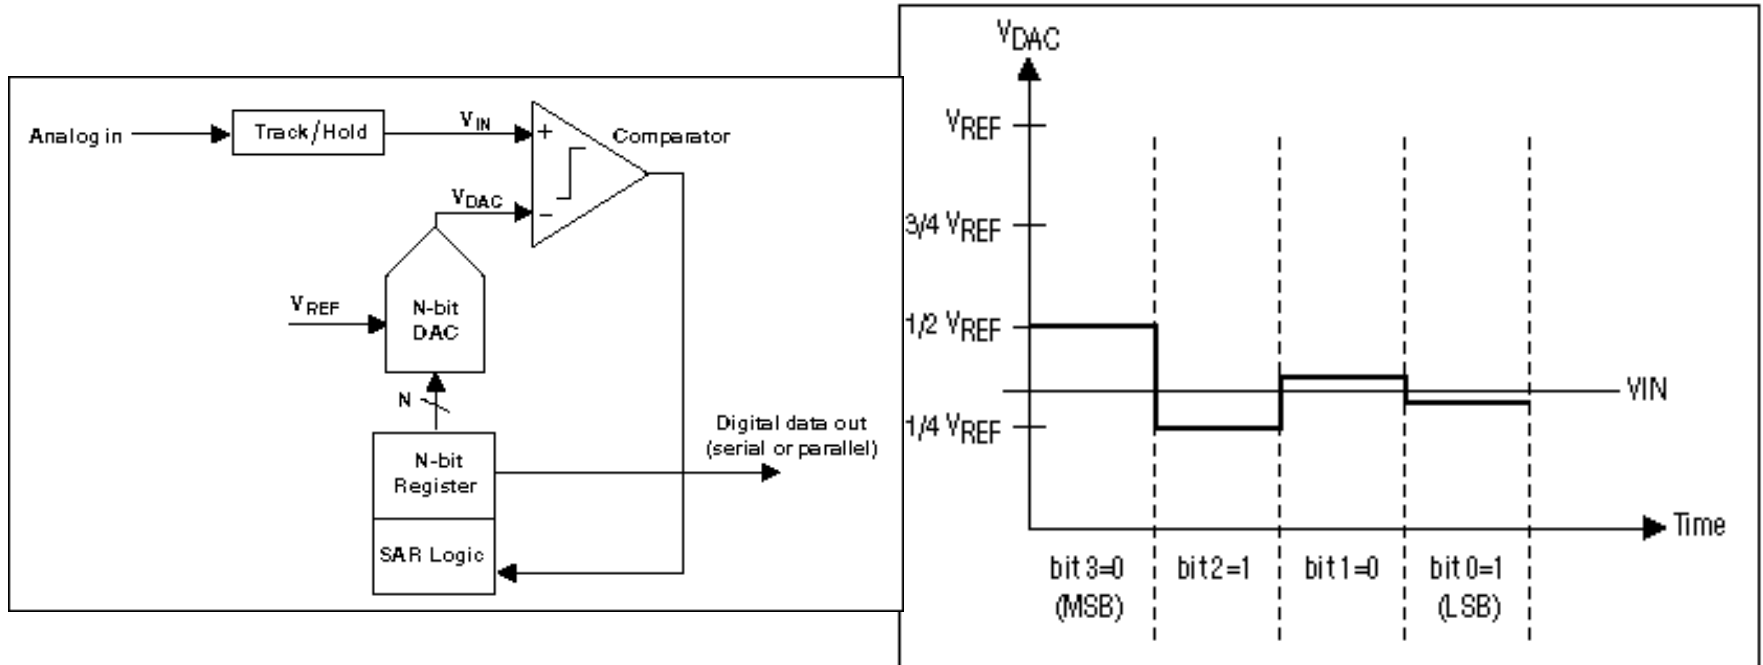 Analog in
Track/Hold
VIN
+
Comparator
VDAC
−
VREF
N-bit
DAC
N
Digital data out
(serial or parallel)
N-bit
Register
SAR Logic
VDAC
VREF
3/4 VREF
1/2 VREF
VIN
1/4 VREF
Time
bit 3=0
(MSB)
bit2=1
bit 1=0
bit 0=1
(LSB)